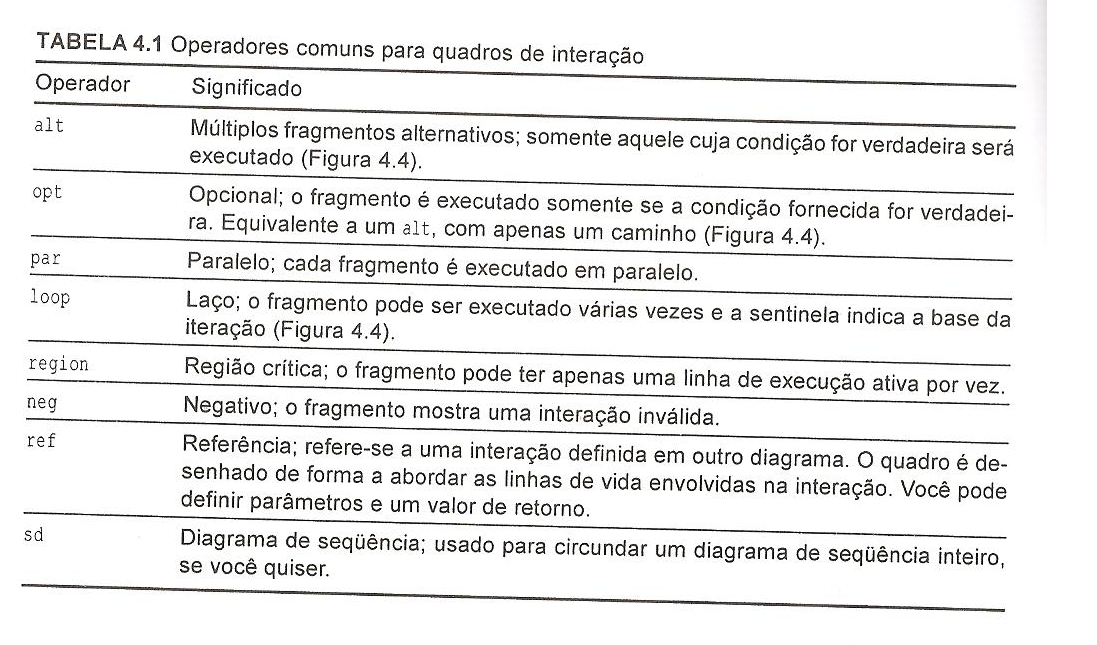 TABELA 4.1 Operadores comuns para quadros de interação
Operador Significado
alt Múltiplos fragmentos alternativos; somente aquele cuja condição for verdadeira será
executado (Figura 4.4).
opt Opcional; o fragmento é executado somente se a condição fornecida for verdadei-
ra. Equivalente a um alt, com apenas um caminho (Figura 4.4).
par Paralelo; cada fragmento é executado em paralelo.
loop Laço; o fragmento pode ser executado várias vezes e a sentinela indica a base da
iteração (Figura 4.4).
region Região crítica; o fragmento pode ter apenas uma linha de execução ativa por vez.
neg Negativo; o fragmento mostra uma interação inválida.
ref Referência; refere-se a uma interação definida em outro diagrama. O quadro é de-
senhado de forma a abordar as linhas de vida envolvidas na interação. Você pode
definir parâmetros e um valor de retorno.
sd Diagrama de seqüência; usado para circundar um diagrama de seqüência inteiro,
se você quiser.